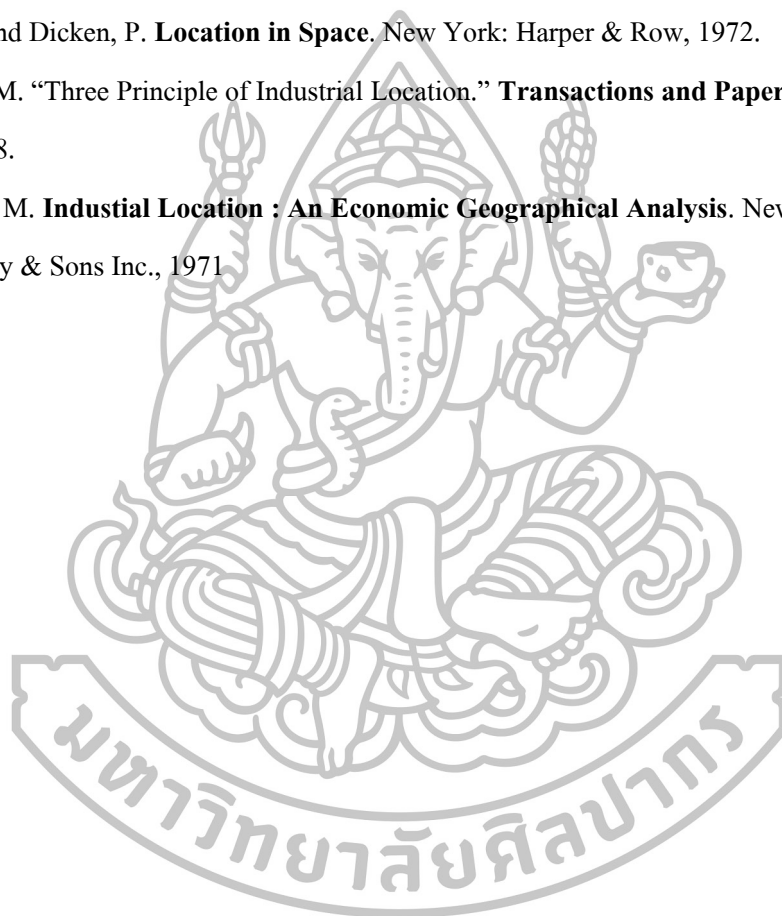 nd Dicken, P. Location in Space. New York: Harper & Row, 1972.
M. “Three Principle of Industrial Location.” Transactions and Paper
8.
M. Industial Location : An Economic Geographical Analysis. New
y & Sons Inc., 1971
มหาวิทยาลัยศิลปากร